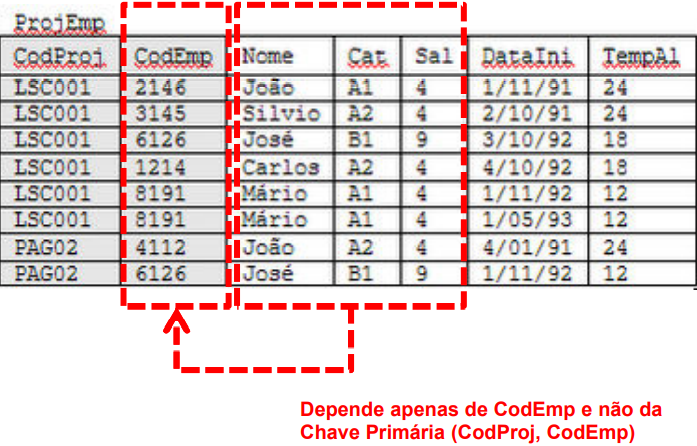 ProjEmp
CodProj CodEmp Nome Cat Sal DataIni TempAl
LSC001 2146 João A1 4 1/11/91 24
LSC001 3145 Silvio A2 4 2/10/91 24
LSC001 6126 José B1 9 3/10/92 18
LSC001 1214 Carlos A2 4 4/10/92 18
LSC001 8191 Mário A1 4 1/11/92 12
LSC001 8191 Mário A1 4 1/05/93 12
PAG02 4112 João A2 4 4/01/91 24
PAG02 6126 José B1 9 1/11/92 12
Depende apenas de CodEmp e não da
Chave Primária (CodProj, CodEmp)